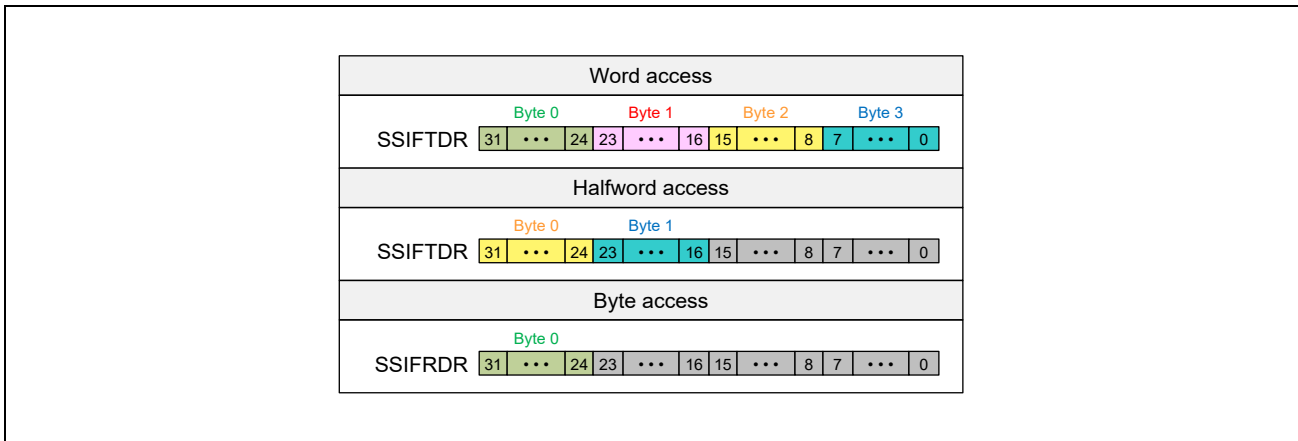 Word access
Byte 0 Byte 1 Byte 2 Byte 3
SSIFTDR 31 ••• 24 23 ••• 16 15 ••• 8 7 ••• 0
Halfword access
Byte 0 Byte 1
SSIFTDR 31 ••• 24 23 ••• 16 15 ••• 8 7 ••• 0
Byte access
Byte 0
SSIFRDR 31 ••• 24 23 ••• 16 15 ••• 8 7 ••• 0